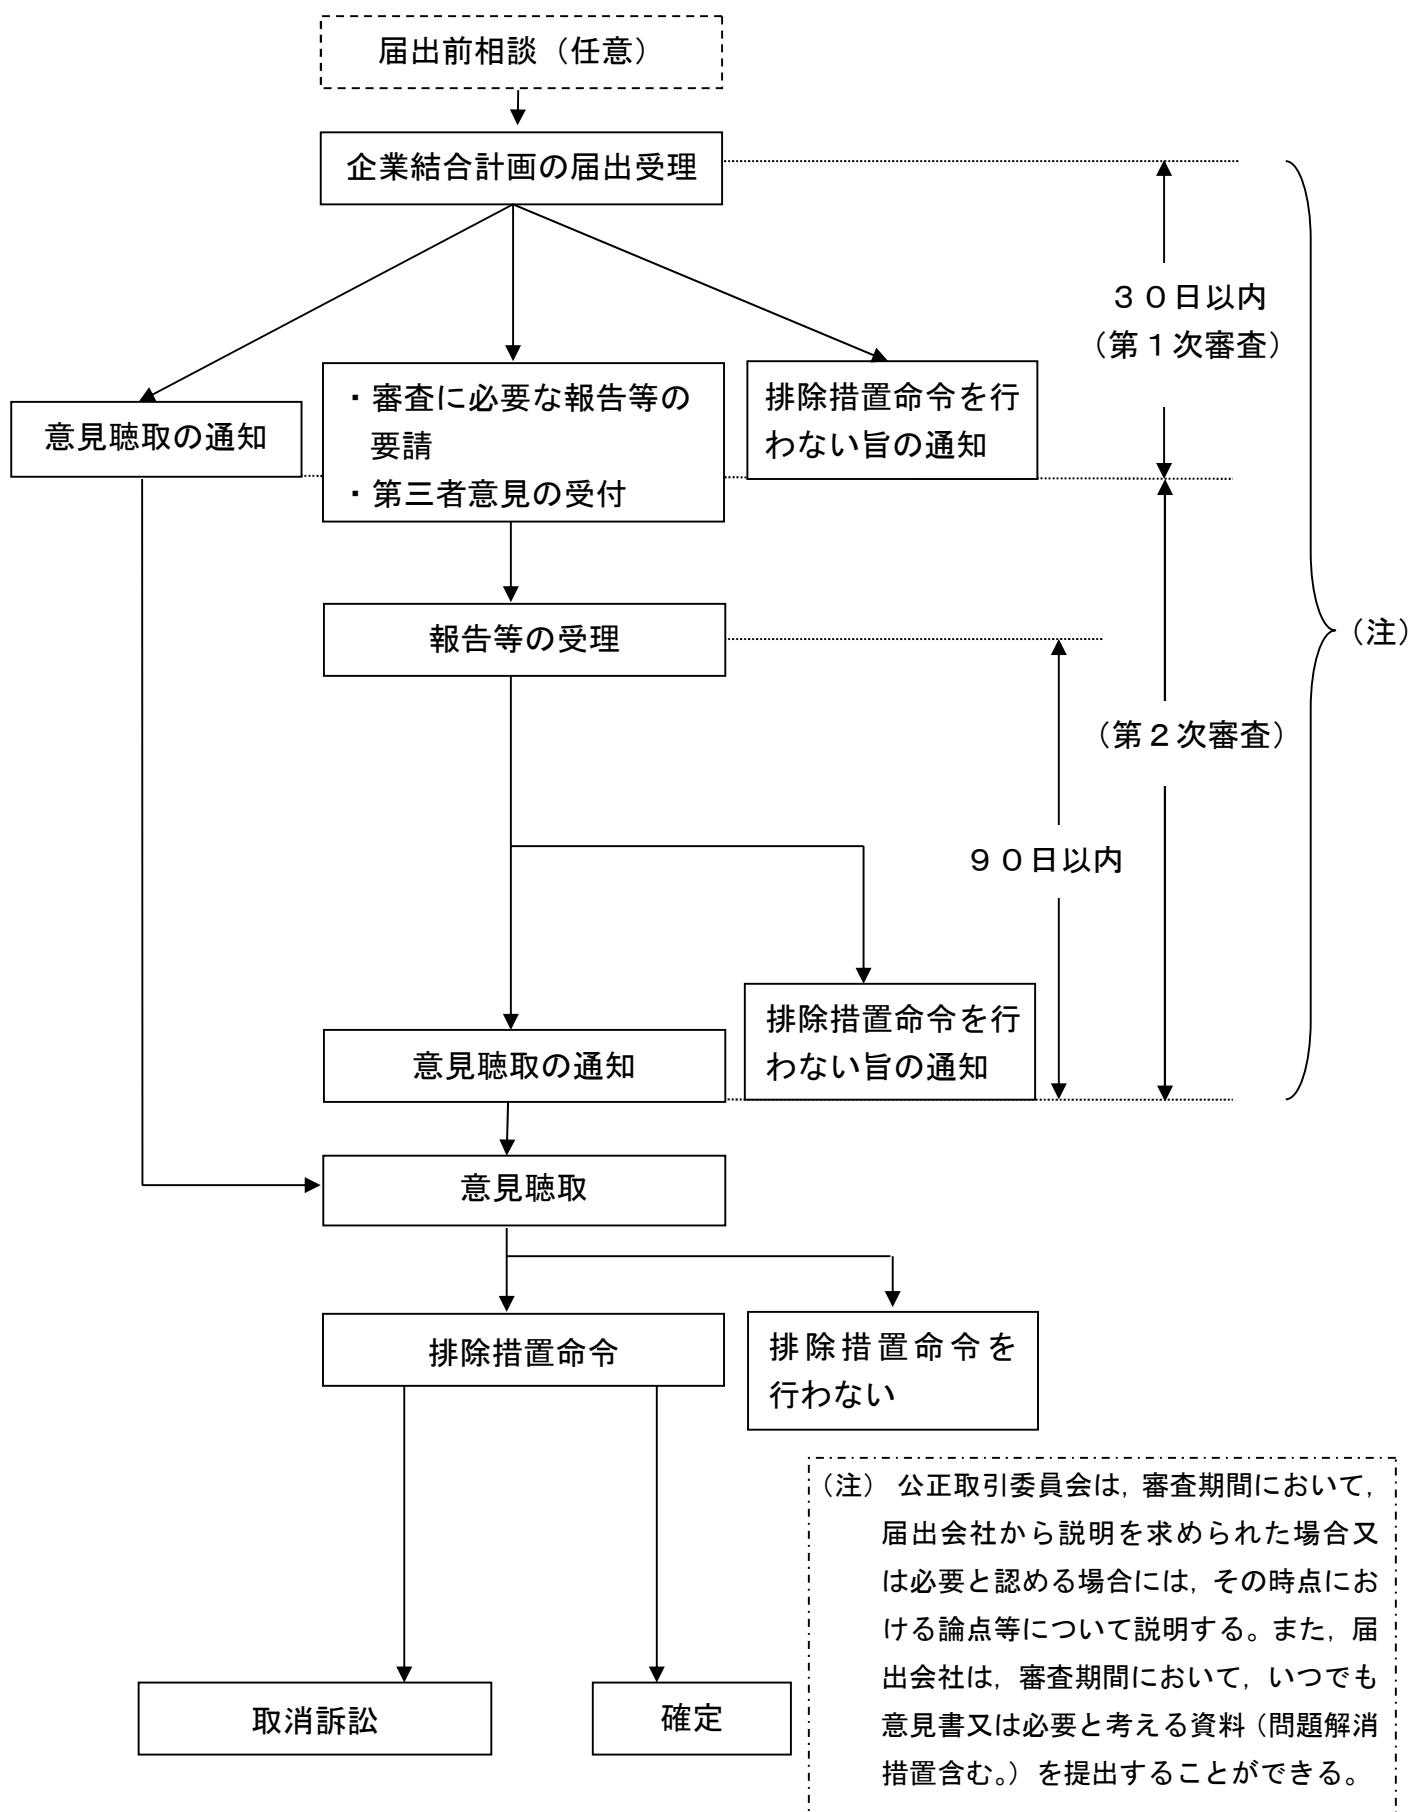 届出前相談（任意）
企業結合計画の届出受理
３０日以内
（第１次審査）
意見聴取の通知
・審査に必要な報告等の
要請
・第三者意見の受付
排除措置命令を行
わない旨の通知
報告等の受理
（注）
（第２次審査）
９０日以内
排除措置命令を行
わない旨の通知
意見聴取の通知
意見聴取
排除措置命令
排除措置命令を
行わない
（注） 公正取引委員会は，審査期間において，
届出会社から説明を求められた場合又
は必要と認める場合には，その時点にお
ける論点等について説明する。また，届
出会社は，審査期間において，いつでも
意見書又は必要と考える資料（問題解消
措置含む。）を提出することができる。
取消訴訟
確定